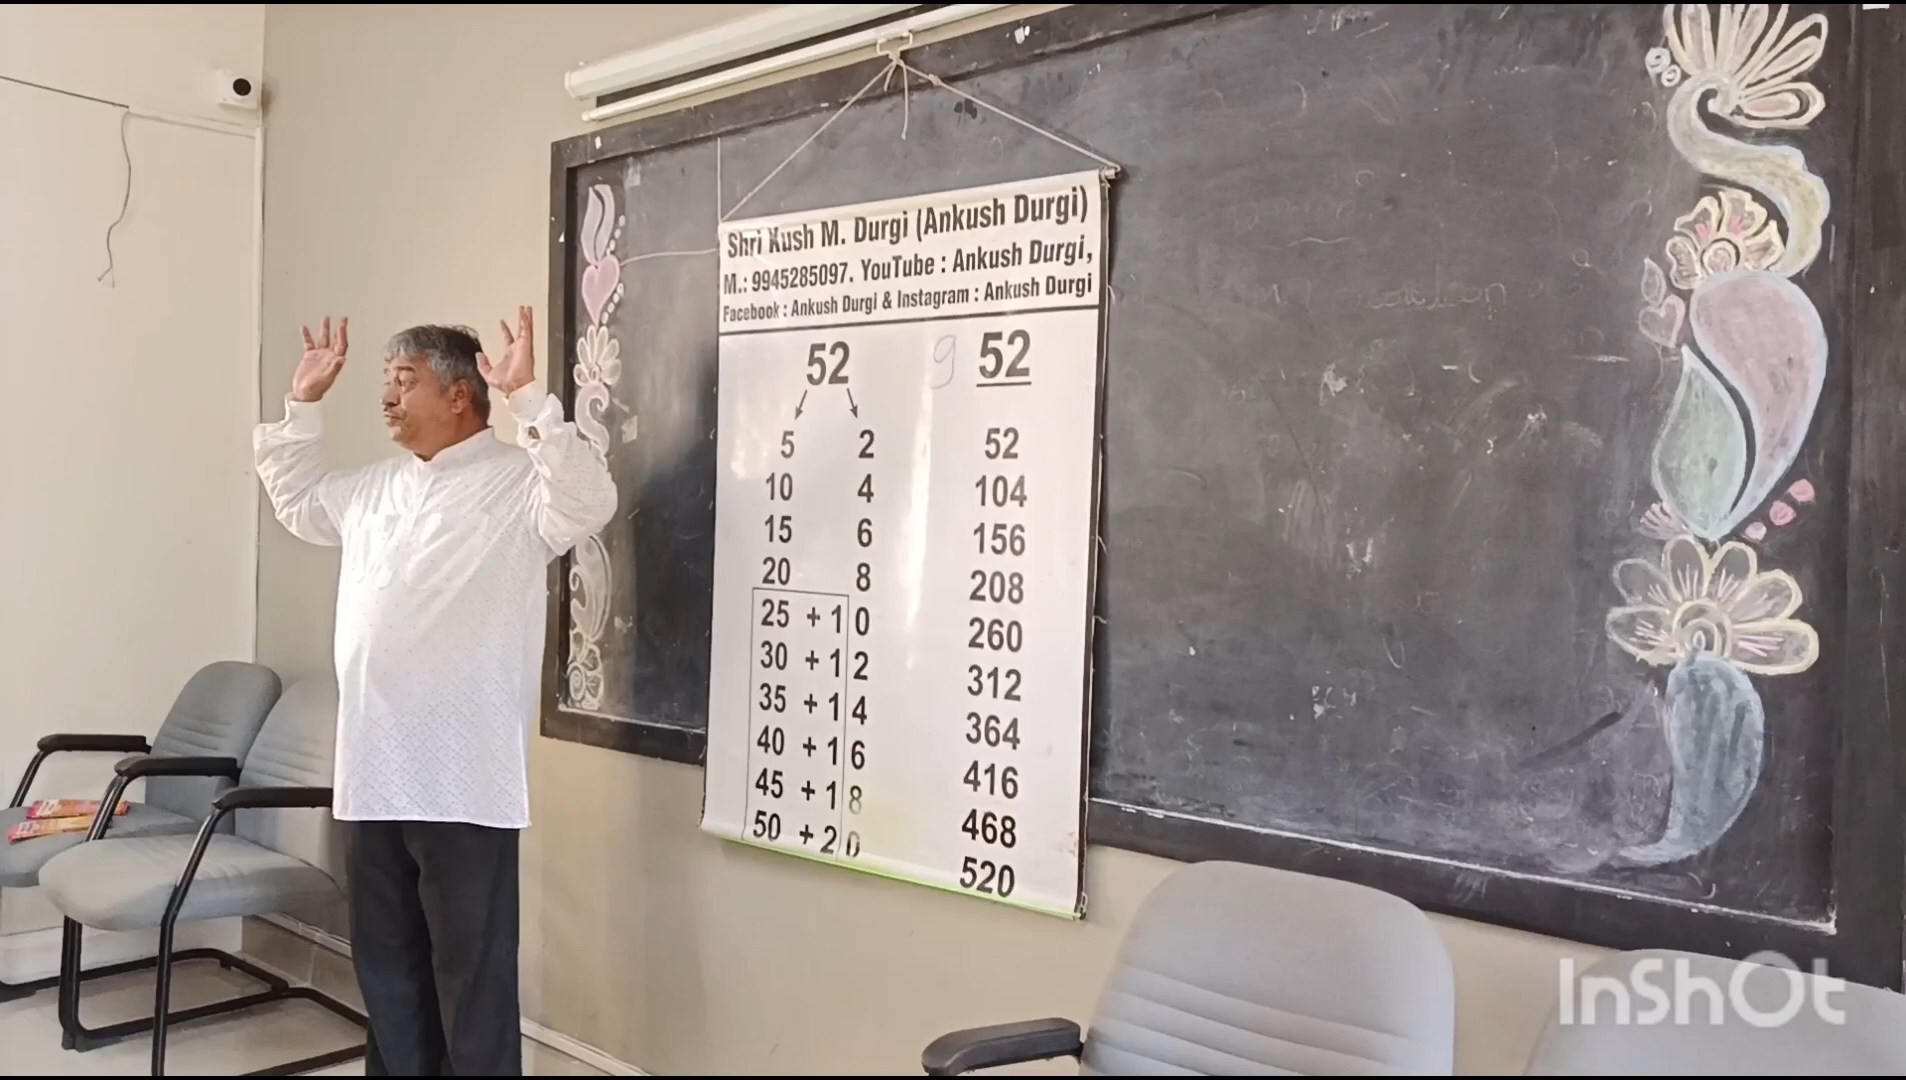 Shri Kush M. Durgi (Ankush Durgi)
M.: 9945285097. YouTube : Ankush Durgi,
Facebook : Ankush Durgi & Instagram : Ankush Durgi
52 9 52
5 2 52
10 4 104
15 6 156
20 8 208
25 + 1 0 260
30 + 1 2 312
35 + 1 4 364
40 + 1 6 416
45 + 1 8 468
50 + 2 0 520
InShOt